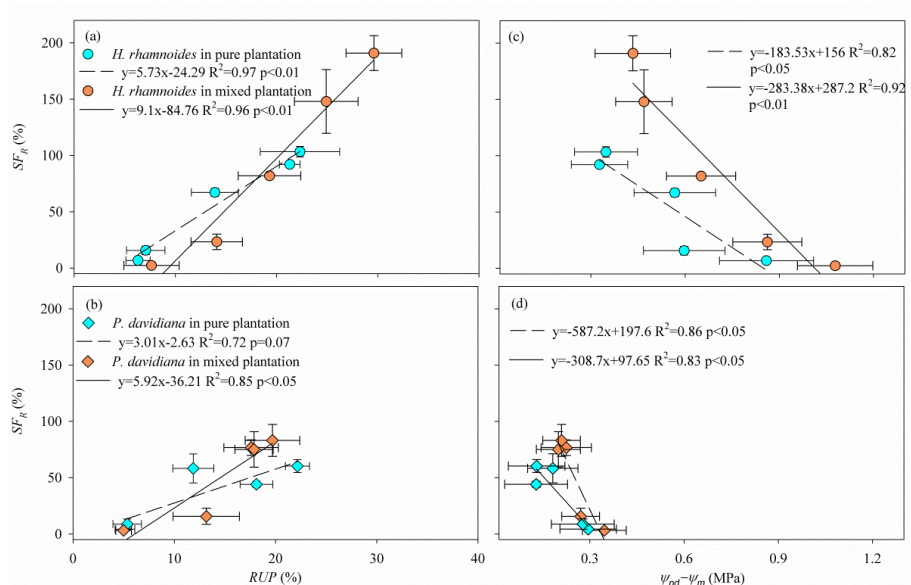 (a)
H. rhamnoides in pure plantation
y=5.73x-24.29 R²=0.97 p<0.01
H. rhamnoides in mixed plantation
y=9.1x-84.76 R²=0.96 p<0.01
SF_R (%)
200
150
100
50
0
(c)
y=-183.53+156 R²=0.82
p<0.05
y=-283.38+287.2 R²=0.92
p<0.01
(b)
P. davidiana in pure plantation
y=3.01x-2.63 R²=0.72 p=0.07
P. davidiana in mixed plantation
y=5.92x-36.21 R²=0.85 p<0.05
SF_R (%)
200
150
100
50
0
0 10 20 30 40
RUP (%)
(d)
y=-587.2x+197.6 R²=0.86 p<0.05
y=-308.7x+97.65 R²=0.83 p<0.05
0.3 0.6 0.9 1.2
ψ_pd−ψ_m (MPa)